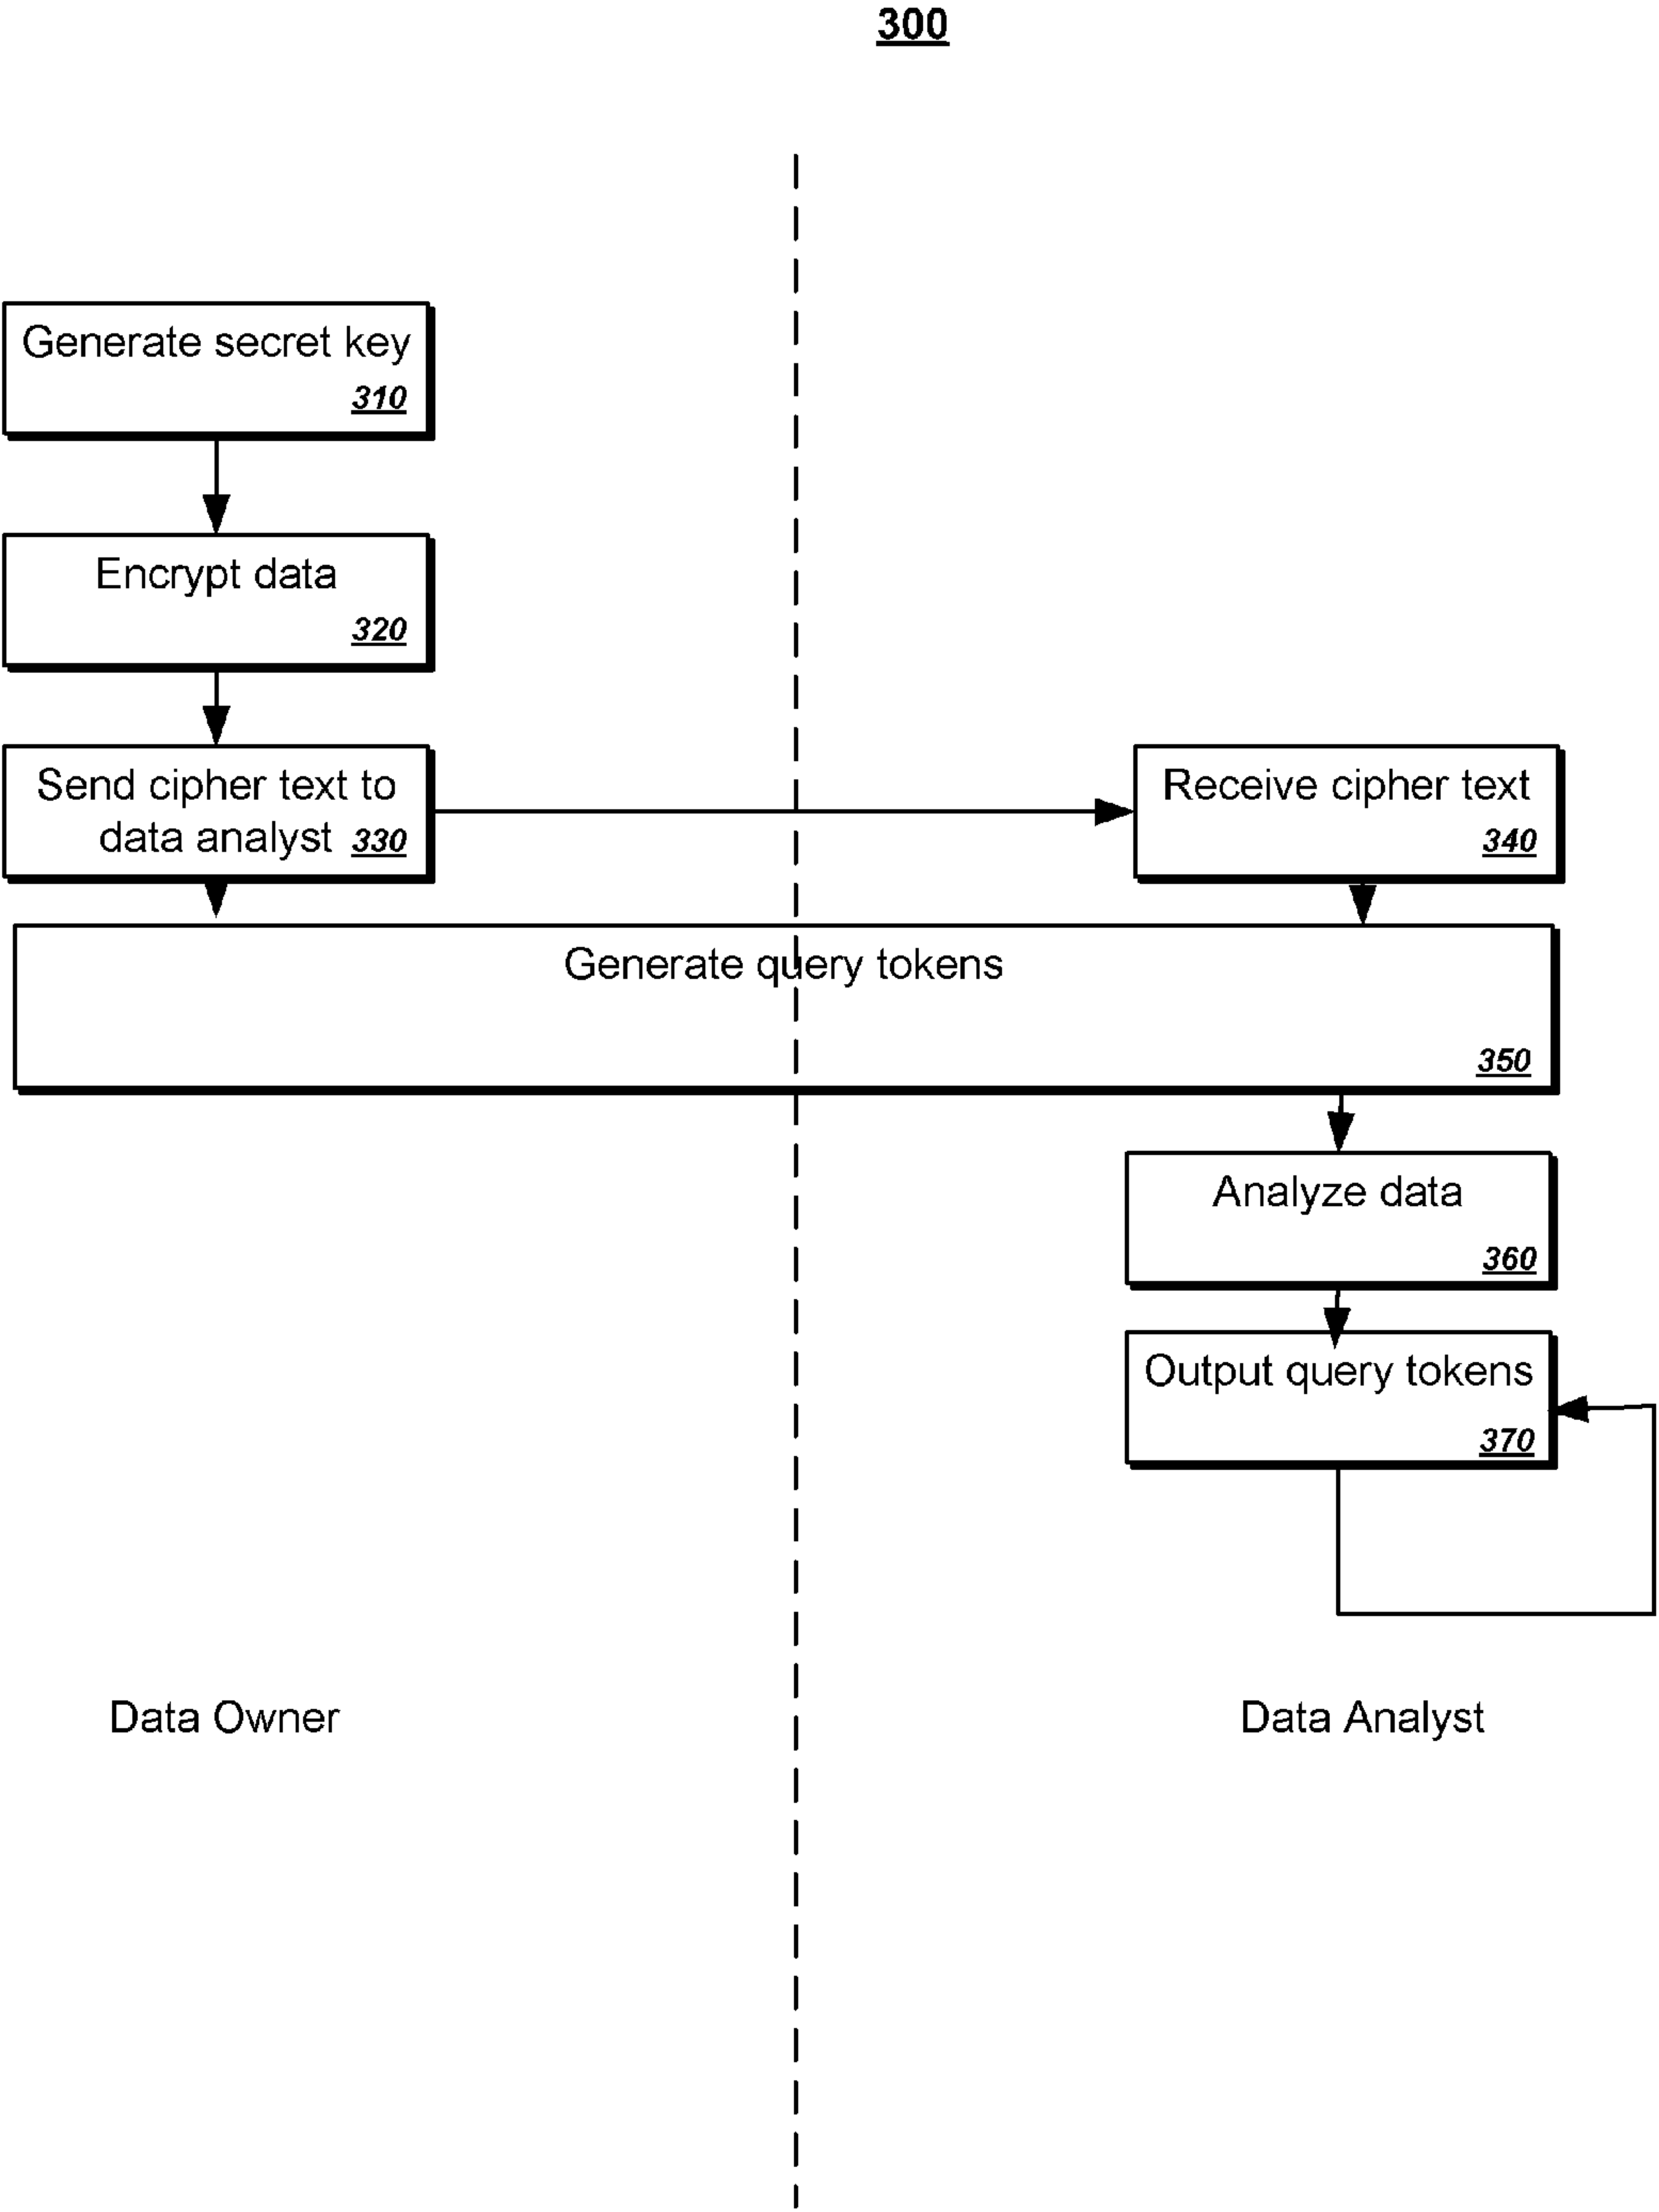 300
Generate secret key
310
Encrypt data
320
Send cipher text to
data analyst 330
Receive cipher text
340
Generate query tokens
350
Analyze data
360
Output query tokens
370
Data Owner
Data Analyst